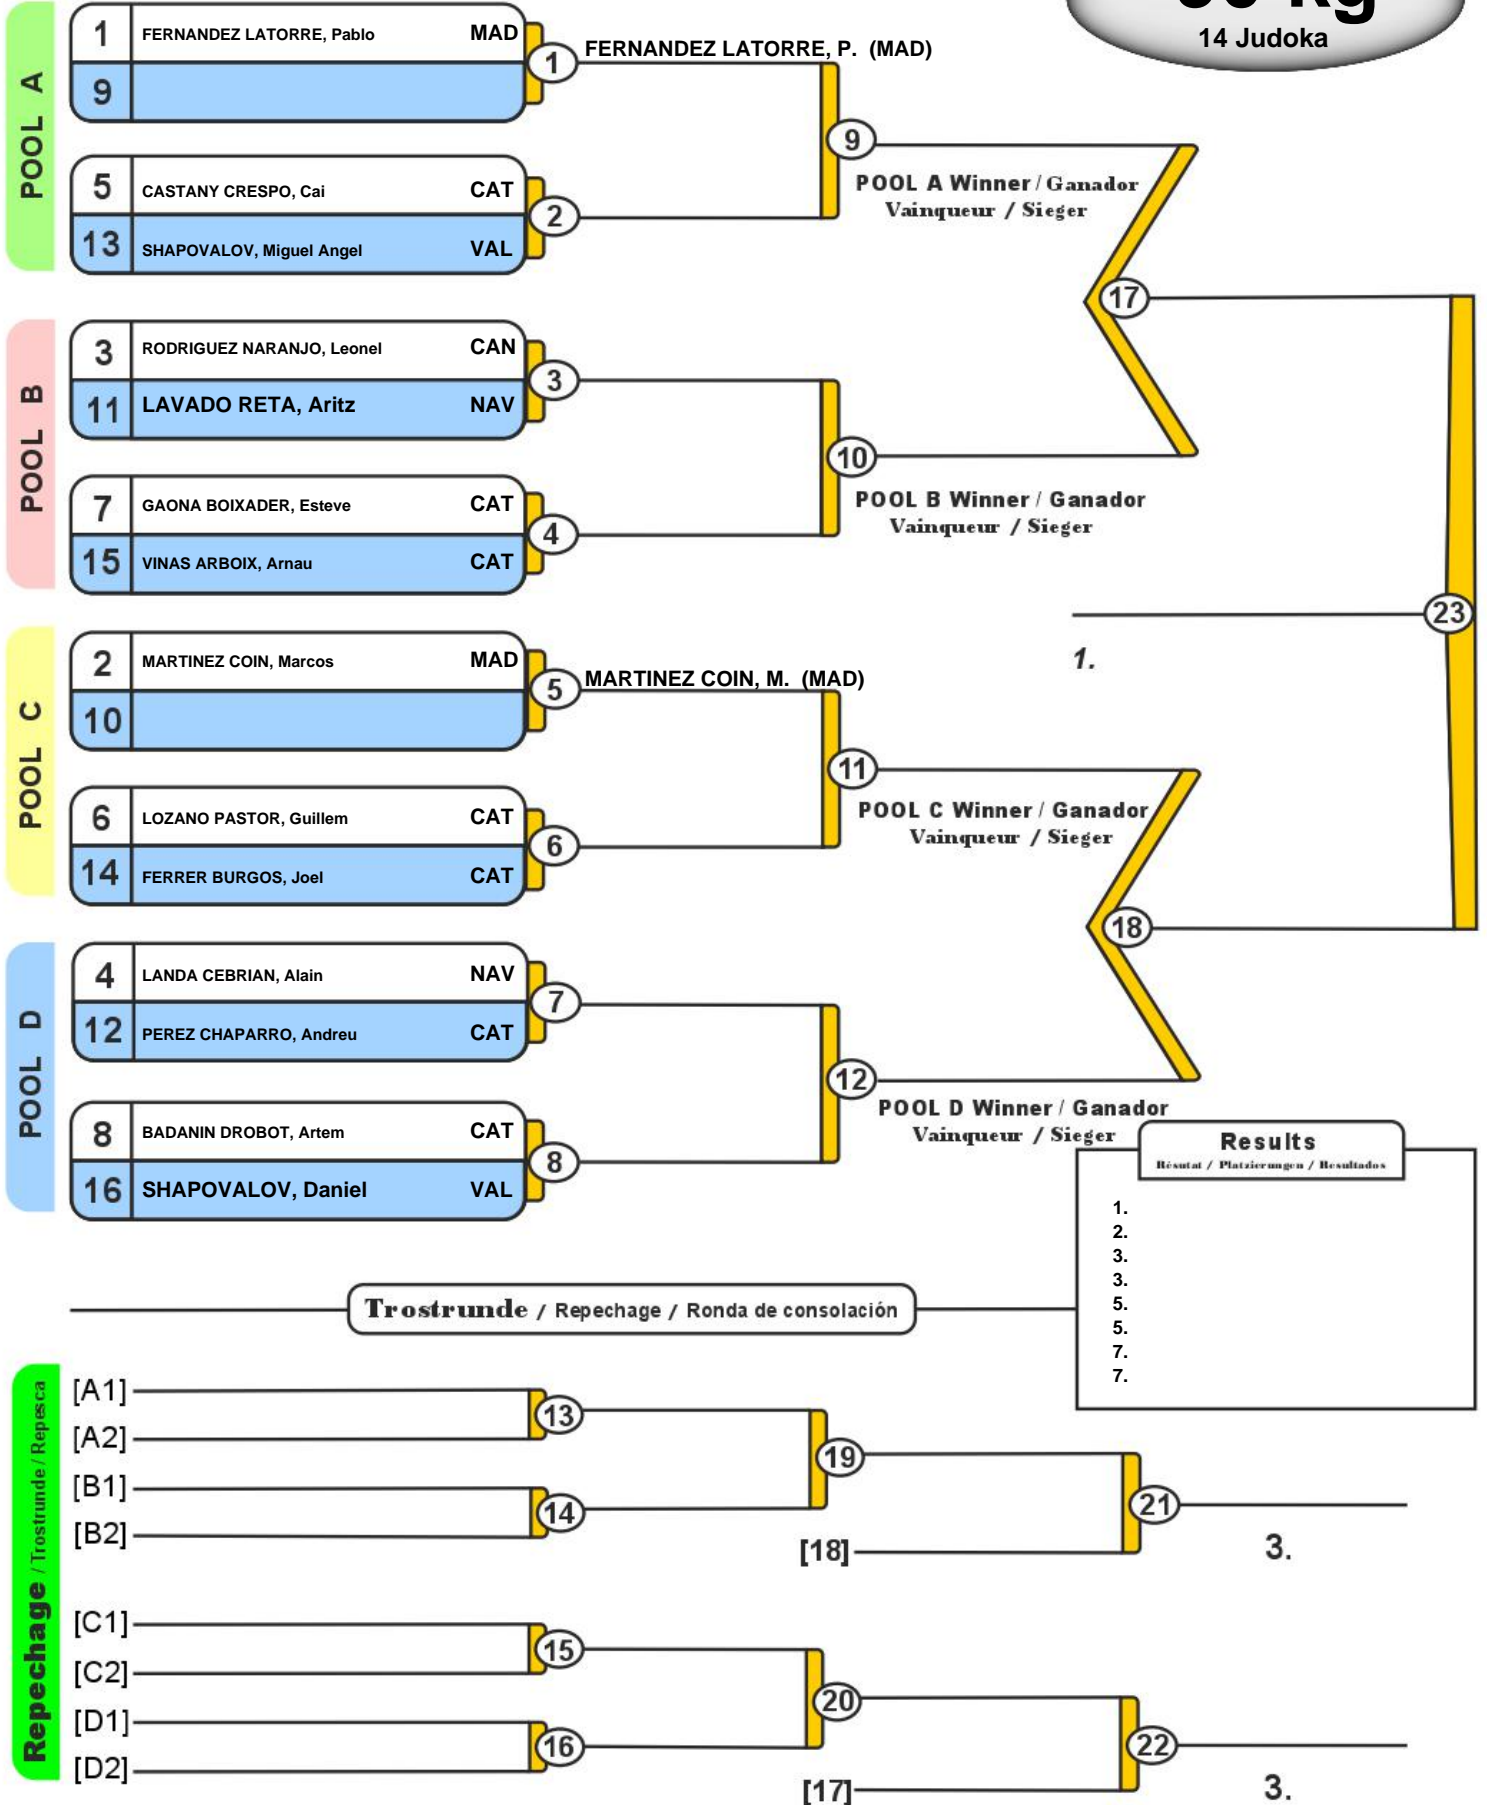 14 Judoka
POOL A
1 FERNANDEZ LATORRE, Pablo MAD
9
1
FERNANDEZ LATORRE, P. (MAD)
5 CASTANY CRESPO, Cai CAT
13 SHAPOVALOV, Miguel Angel VAL
2
9
POOL A Winner / Ganador
Vainqueur / Sieger
POOL B
3 RODRIGUEZ NARANJO, Leonel CAN
11 LAVADO RETA, Aritz NAV
3
7 GAONA BOIXADER, Esteve CAT
15 VINAS ARBOIX, Arnau CAT
4
10
POOL B Winner / Ganador
Vainqueur / Sieger
17
POOL C
2 MARTINEZ COIN, Marcos MAD
10
5
MARTINEZ COIN, M. (MAD)
6 LOZANO PASTOR, Guillem CAT
14 FERRER BURGOS, Joel CAT
6
11
POOL C Winner / Ganador
Vainqueur / Sieger
POOL D
4 LANDA CEBRIAN, Alain NAV
12 PEREZ CHAPARRO, Andreu CAT
7
8 BADANIN DROBOT, Artem CAT
16 SHAPOVALOV, Daniel VAL
8
12
POOL D Winner / Ganador
Vainqueur / Sieger
18
23
1.
Results
Résutat / Platzierungen / Resultados
1.
2.
3.
3.
5.
5.
7.
7.
Trostrunde / Repechage / Ronda de consolación
Repechage / Trostrunde / Repesca
[A1]
[A2]
13
[B1]
[B2]
14
19
[18]
21
3.
[C1]
[C2]
15
[D1]
[D2]
16
20
[17]
22
3.